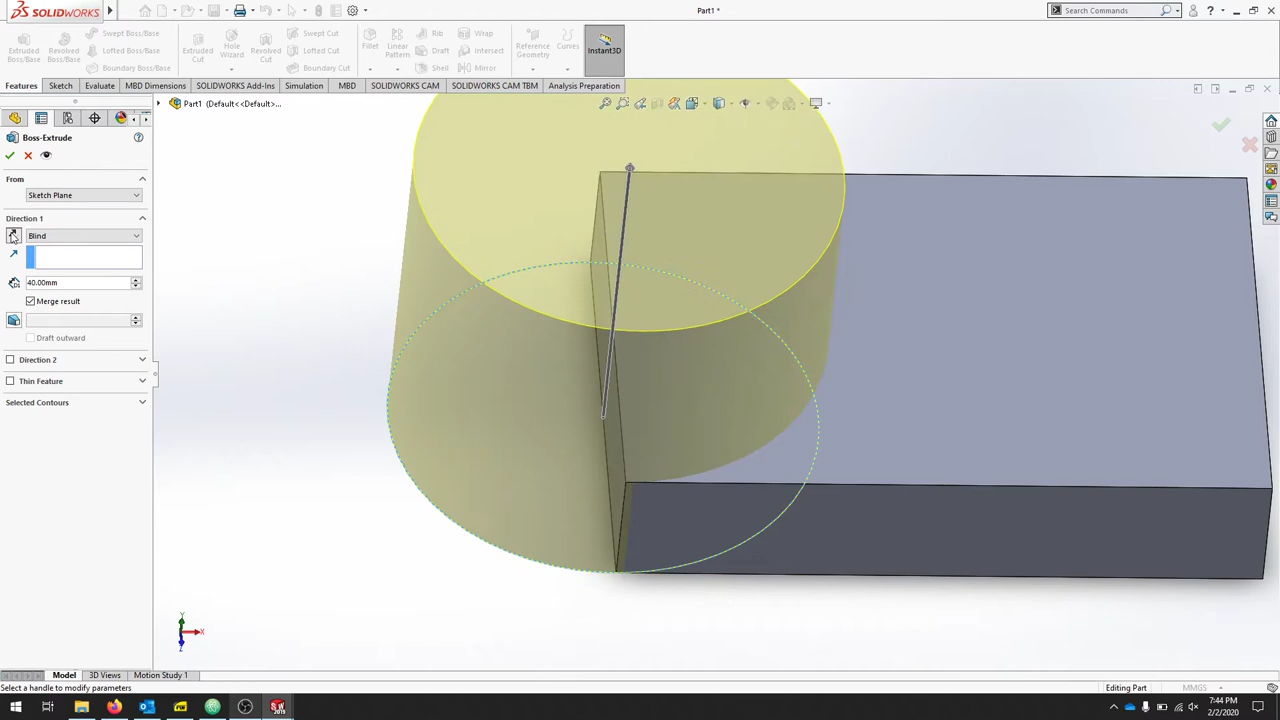 SOLIDWORKS
Part1 *
Search Commands
Extruded Boss/Base
Revolved Boss/Base
Swept Boss/Base
Lofted Boss/Base
Boundary Boss/Base
Extruded Cut
Hole Wizard
Revolved Cut
Swept Cut
Lofted Cut
Boundary Cut
Fillet
Linear Pattern
Rib
Draft
Shell
Wrap
Intersect
Mirror
Reference Geometry
Curves
Instant3D
Features
Sketch
Evaluate
MBD Dimensions
SOLIDWORKS Add-Ins
Simulation
MBD
SOLIDWORKS CAM
SOLIDWORKS CAM TBM
Analysis Preparation
Part1 (Default<<Default>...
Boss-Extrude
From
Sketch Plane
Direction 1
Blind
40.00mm
Merge result
Draft outward
Direction 2
Thin Feature
Selected Contours
Y
X
Z
Model
3D Views
Motion Study 1
Select a handle to modify parameters
Editing Part
MMGS
7:44 PM
2/2/2020